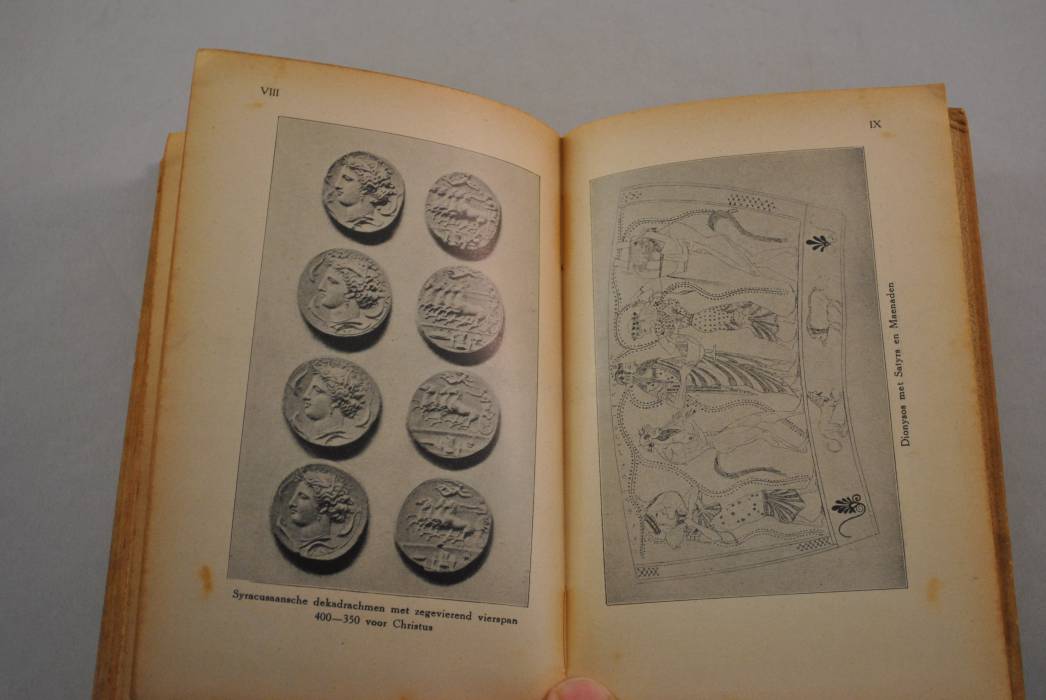 VIII
Syracusaansche dekadrachmen met zegevierend vierspan
400—350 voor Christus
IX
Dionysos met Satyrs en Maenaden